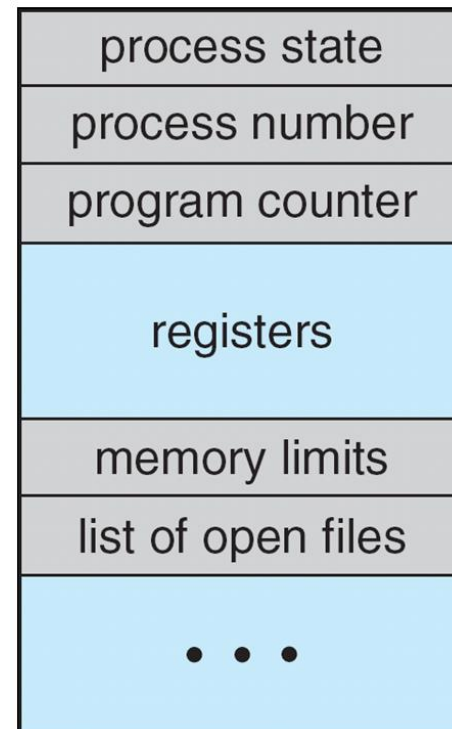 process state
process number
program counter
registers
memory limits
list of open files
• • •